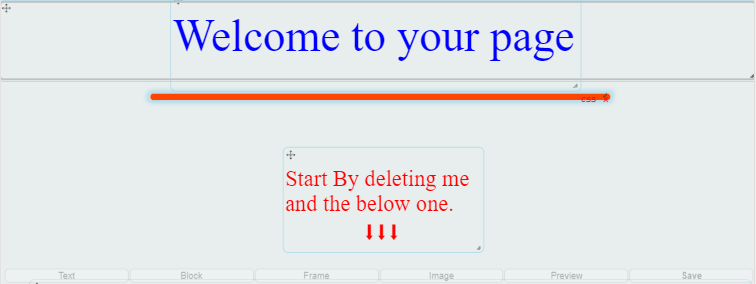 Welcome to your page
css x
Start By deleting me
and the below one.
Text Block Frame Image Preview Save